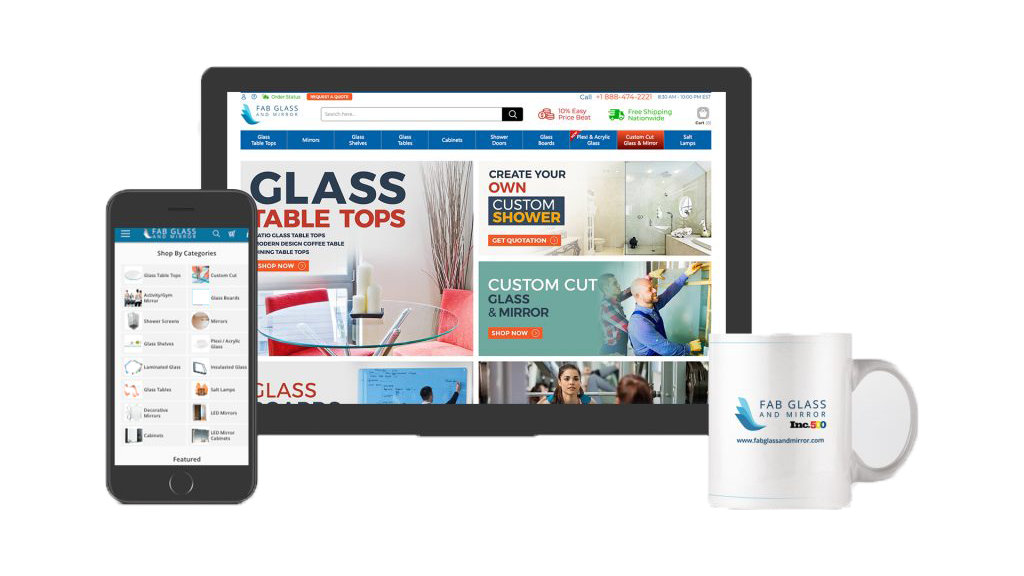 Order Status
REQUEST A QUOTE
Call +1 888-474-2221
8:30 AM - 10:00 PM EST
FAB GLASS
AND MIRROR
Search here...
10% Easy
Price Beat
Free Shipping
Nationwide
Cart (0)
Glass
Table Tops
Mirrors
Glass
Shelves
Glass
Tables
Cabinets
Shower
Doors
Glass
Boards
Plexi & Acrylic
Glass
Custom Cut
Glass & Mirror
Salt
Lamps
GLASS
TABLE TOPS
ATIO GLASS TABLE TOPS
MODERN DESIGN COFFEE TABLE
NING TABLE TOPS
SHOP NOW
CREATE YOUR
OWN
CUSTOM
SHOWER
GET QUOTATION
CUSTOM CUT
GLASS
& MIRROR
SHOP NOW
GLASS
BOARDS
FAB GLASS
AND MIRROR
Shop By Categories
Glass Table Tops
Custom Cut
Activity/Gym
Mirror
Glass Boards
Shower Screens
Mirrors
Glass Shelves
Plexi / Acrylic
Glass
Laminated Glass
Insulated Glass
Glass Tables
Salt Lamps
Decorative
Mirrors
LED Mirrors
Cabinets
LED Mirror
Cabinets
Featured
FAB GLASS
AND MIRROR
Inc.500
www.fabglassandmirror.com